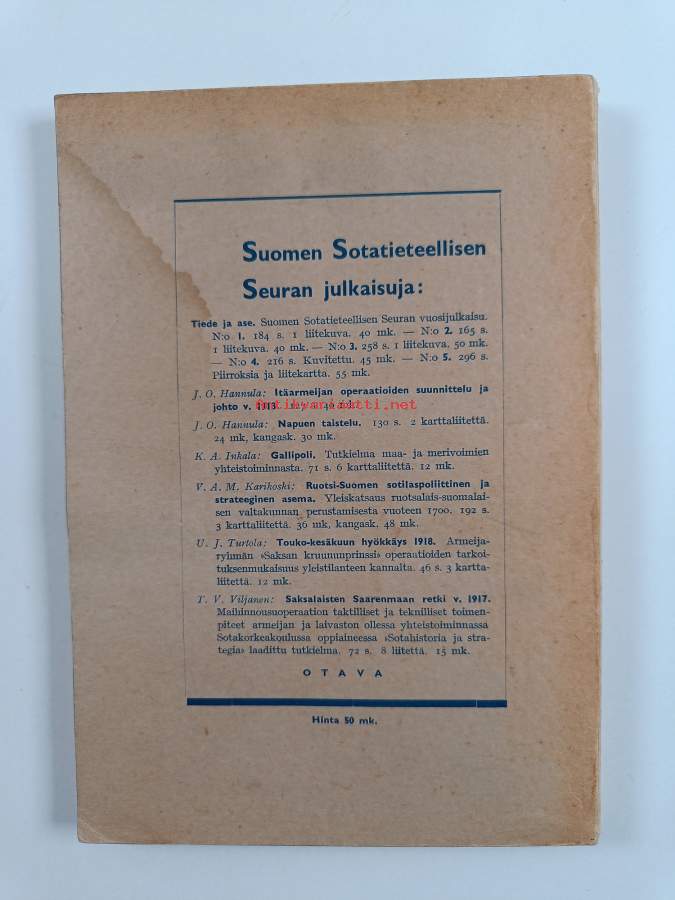 Suomen Sotatieteellisen
Seuran julkaisuja:
Tiede ja ase. Suomen Sotatieteellisen Seuran vuosijulkaisu.
N:o 1. 184 s. 1 liitekuva. 40 mk. — N:o 2. 165 s.
1 liitekuva. 40 mk. — N:o 3. 258 s. 1 liitekuva. 50 mk.
— N:o 4. 216 s. Kuvitettu. 45 mk. — N:o 5. 296 s.
Piirroksia ja liitekartta. 55 mk.
J. O. Hannula: Itäarmeijan operaatioiden suunnittelu ja
johto v.
antikvariaatti.net
J. O. Hannula: Napuen taistelu. 130 s. 2 karttaliitettä.
24 mk, kangask. 30 mk.
K. A. Inkala: Gallipoli. Tutkielma maa- ja merivoimien
yhteistoiminnasta. 71 s. 6 karttaliitettä. 12 mk.
V. A. M. Karikoski: Ruotsi-Suomen sotilaspoliittinen ja
strateeginen asema. Yleiskatsaus ruotsalais-suomalai-
sen valtakunnan perustamisesta vuoteen 1700. 192 s.
3 karttaliitettä. 36 mk, kangask. 48 mk.
U. J. Turtola: Touko-kesäkuun hyökkäys 1918. Armeija-
ryhmän »Saksan kruununprinssi» operaatioiden tarkoi-
tuksenmukaisuus yleistilanteen kannalta. 46 s. 3 kartta-
liitettä. 12 mk.
T. V. Viljanen: Saksalaisten Saarenmaan retki v. 1917.
Maihinnousuoperaation taktilliset ja teknilliset toimen-
piteet armeijan ja laivaston ollessa yhteistoiminnassa
Sotakorkeakoulussa oppiaineessa »Sotahistoria ja stra-
tegia» laadittu tutkielma. 72 s. 8 liitettä. 15 mk.
OTAVA
Hinta 50 mk.